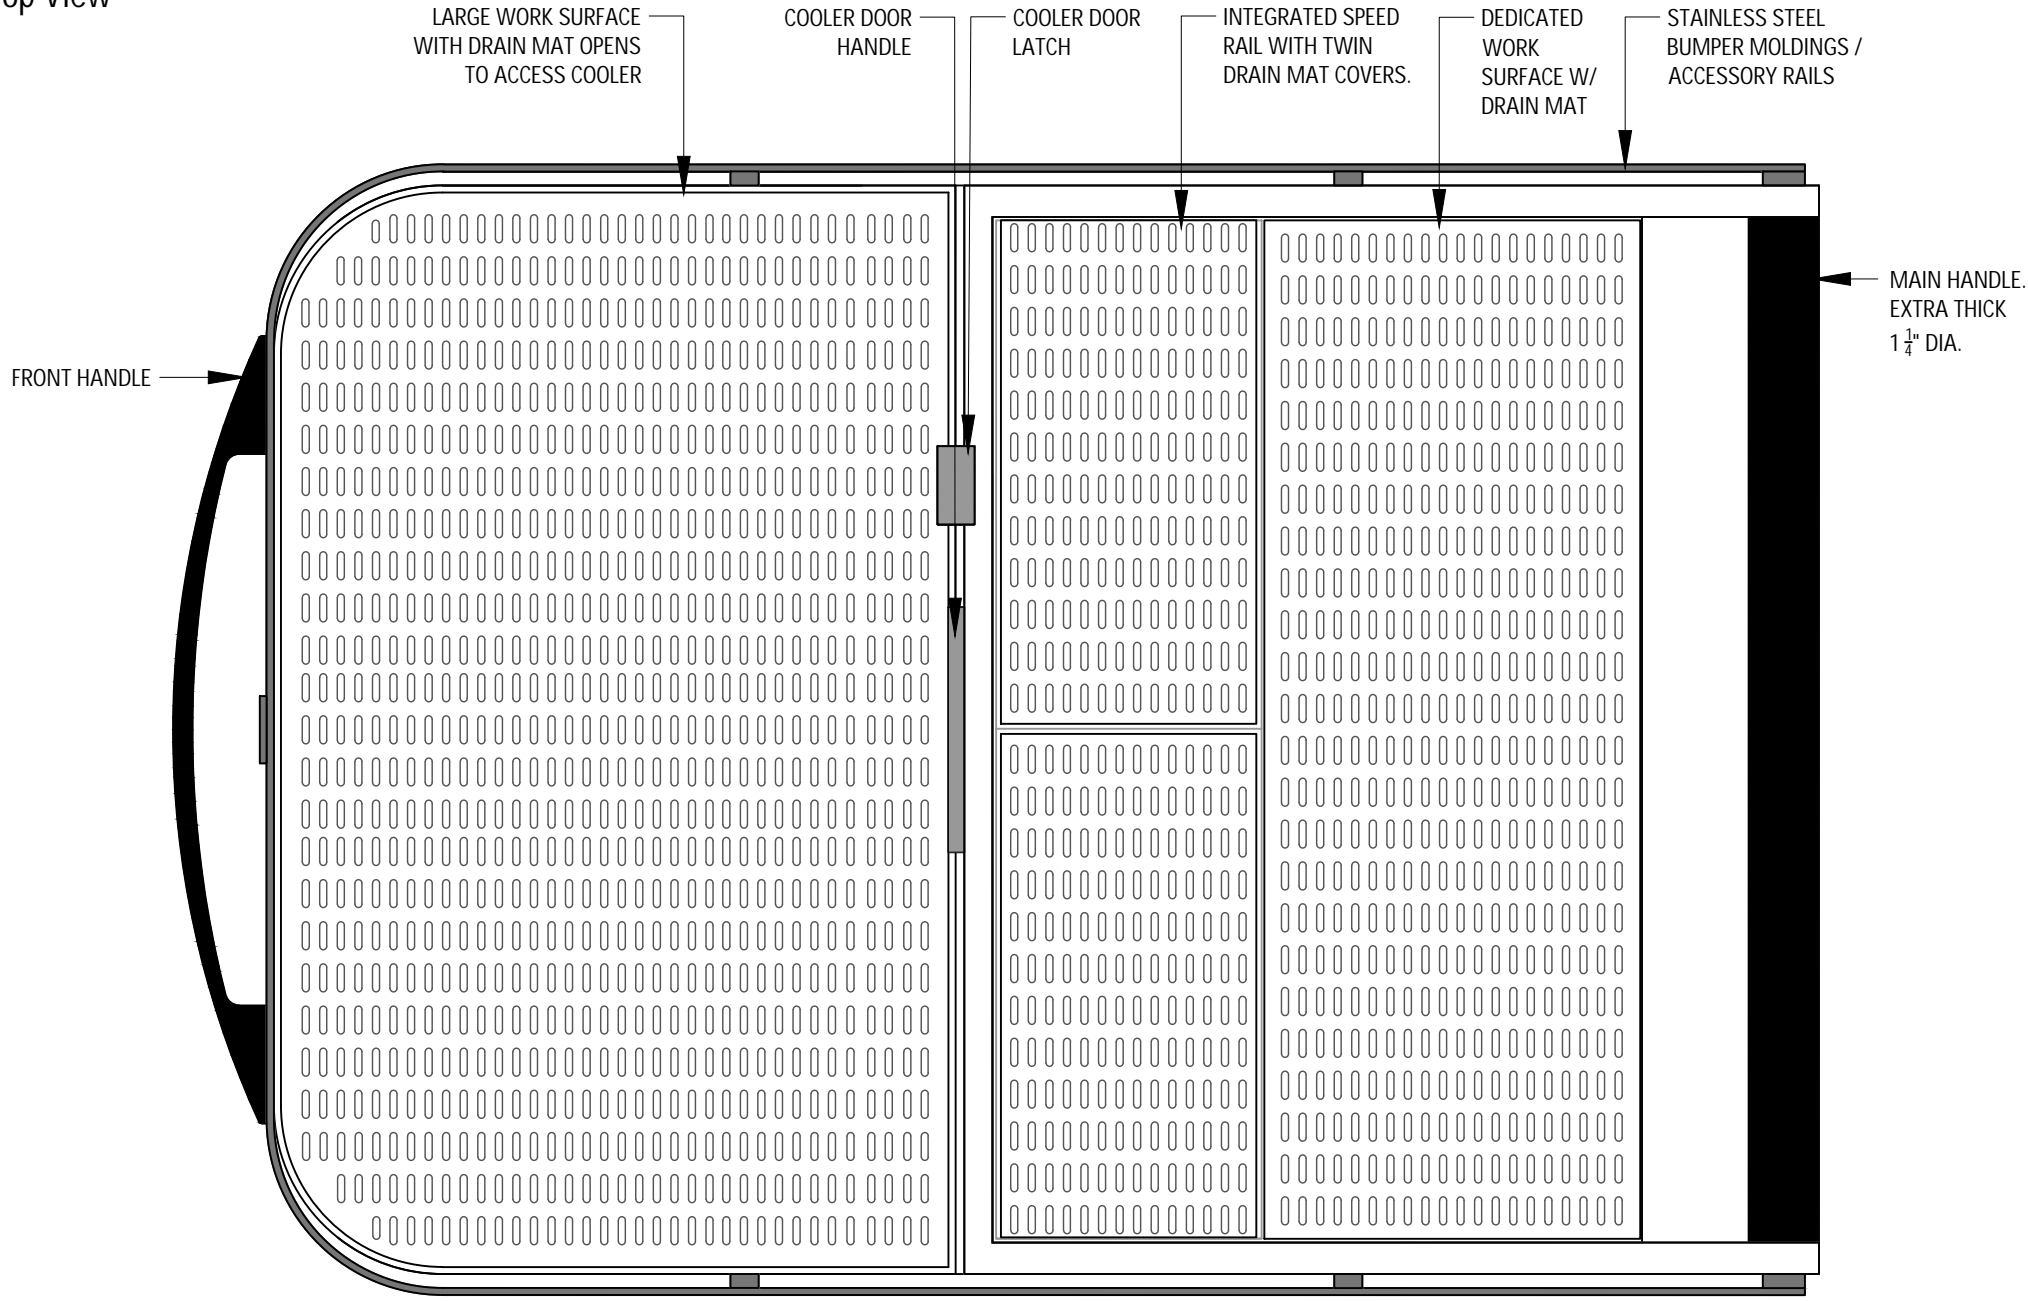 op View
LARGE WORK SURFACE
WITH DRAIN MAT OPENS
TO ACCESS COOLER
COOLER DOOR
HANDLE
COOLER DOOR
LATCH
INTEGRATED SPEED
RAIL WITH TWIN
DRAIN MAT COVERS.
DEDICATED
WORK
SURFACE W/
DRAIN MAT
STAINLESS STEEL
BUMPER MOLDINGS /
ACCESSORY RAILS
MAIN HANDLE.
EXTRA THICK
1 1/4" DIA.
FRONT HANDLE